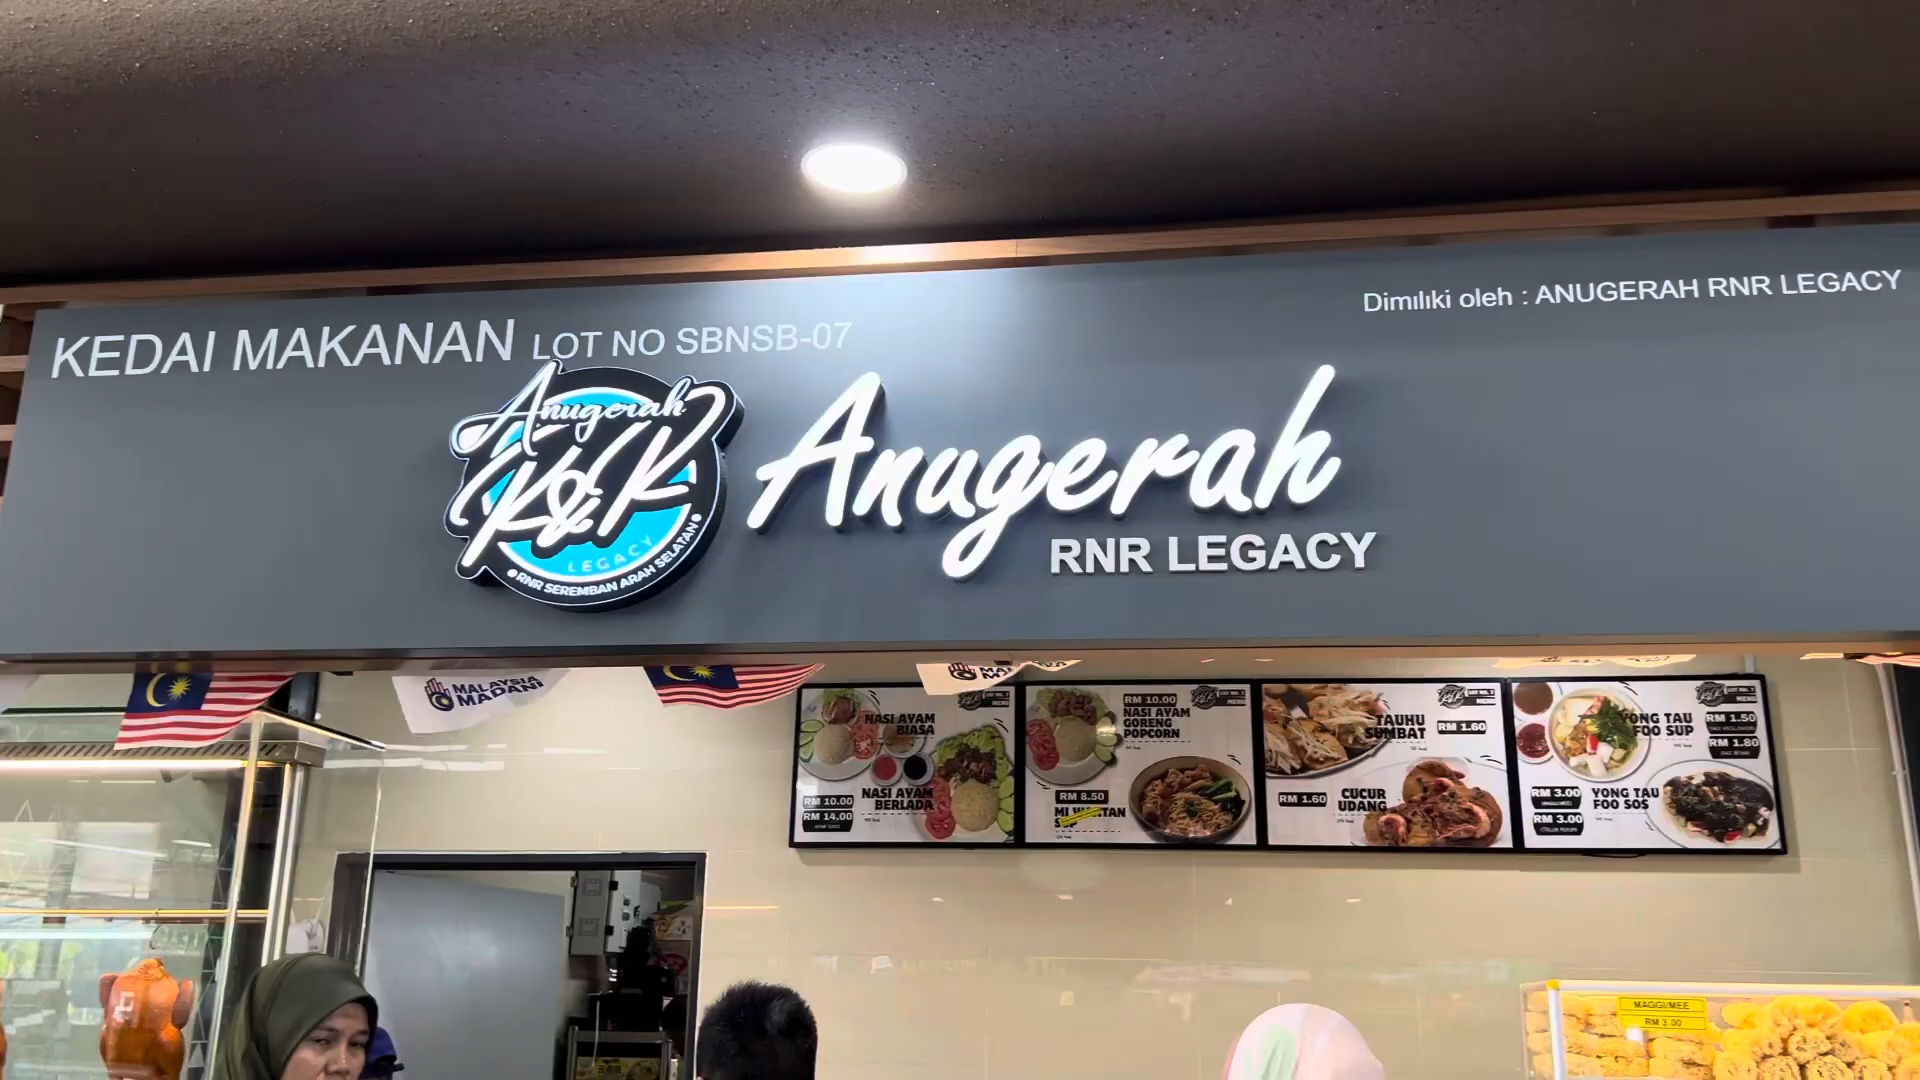 Dimiliki oleh : ANUGERAH RNR LEGACY
KEDAI MAKANAN LOT NO SBNSB-07
Anugerah
K&K
LEGACY
RNR SEREMBAN ARAH SELATAN
Anugerah
RNR LEGACY
MALAYSIA
MADANI
NASI AYAM
BIASA
NASI AYAM
BERLADA
RM 10.00
RM 14.00
RM 10.00
NASI AYAM
GORENG
POPCORN
RM 8.50
TAUHU
SUMBAT
RM 1.60
RM 1.60
CUCUR
UDANG
YONG TAU
FOO SUP
RM 1.50
RM 1.80
RM 3.00
RM 3.00
YONG TAU
FOO SOS
MAGGI/MEE
RM 3.00